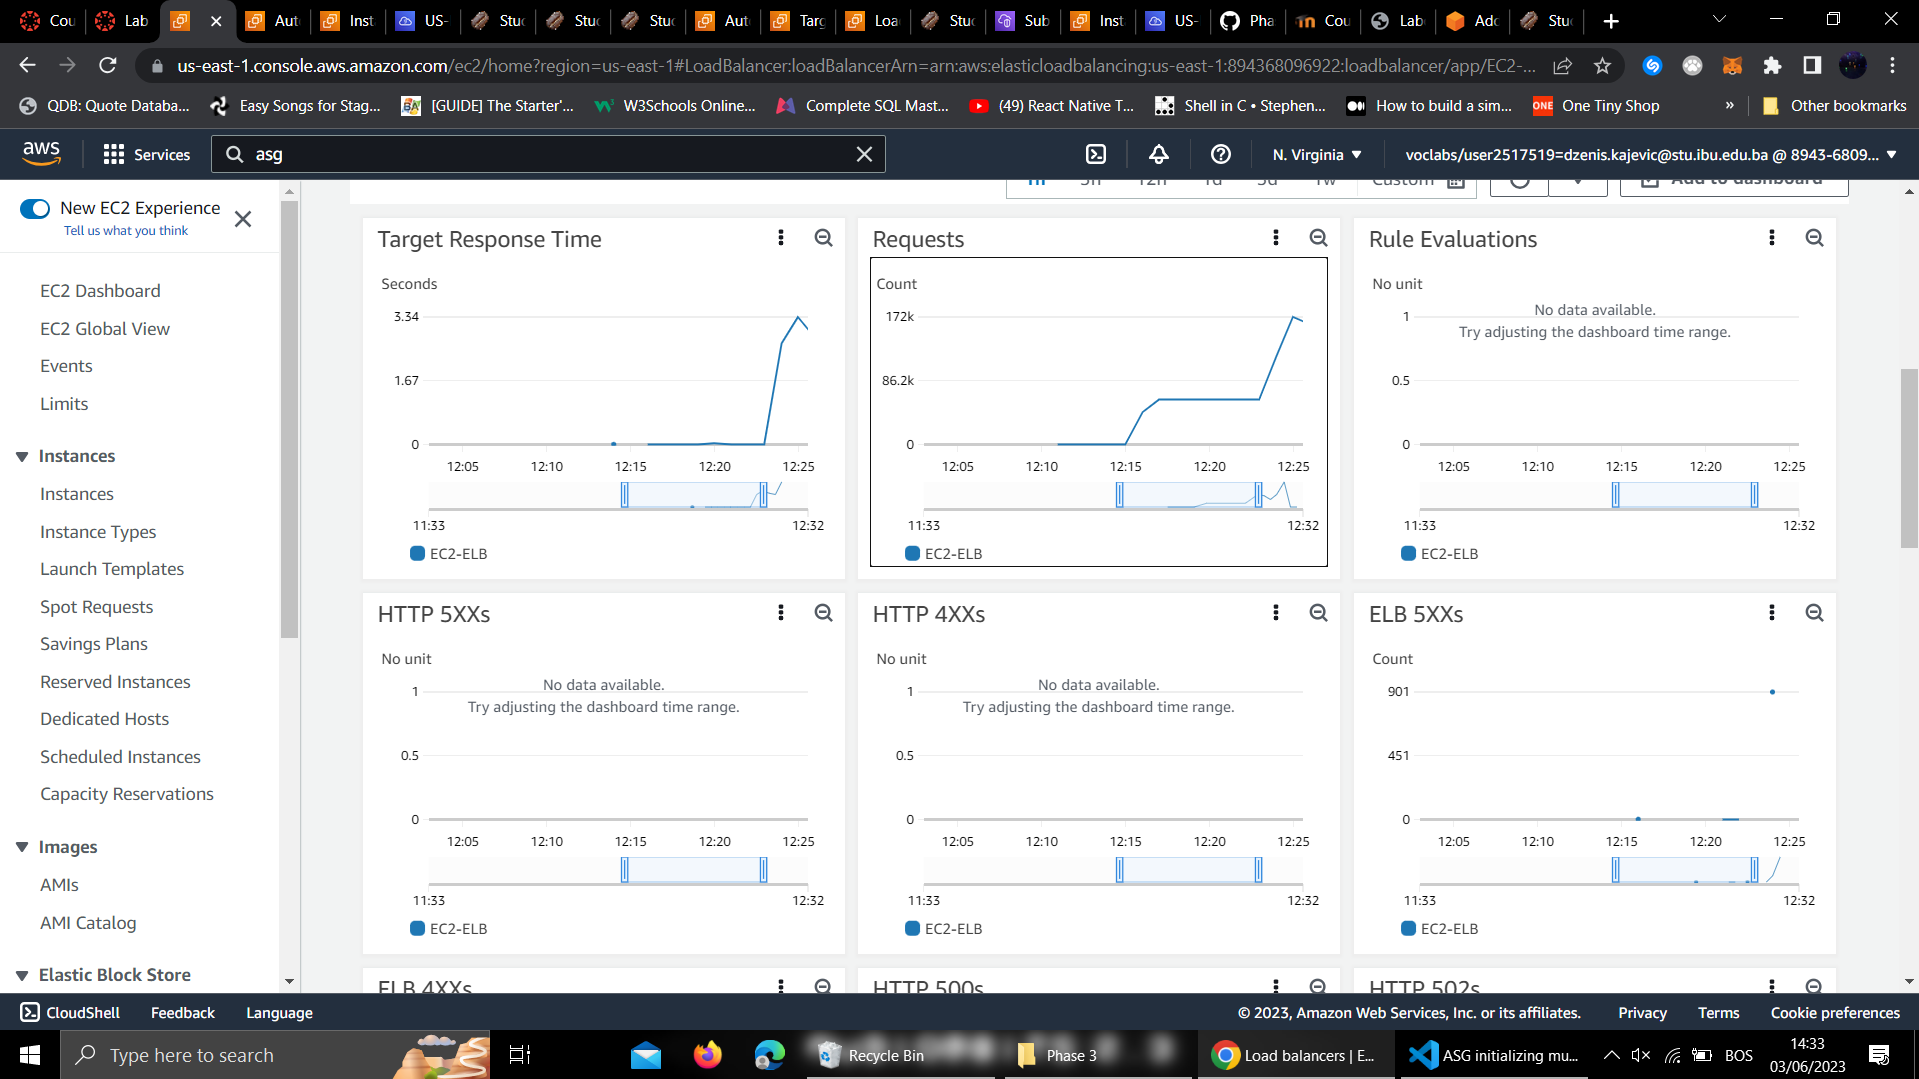 Cou
Lab
Aut
Inst
US-
Stuc
Stuc
Stuc
Aut
Targ
Loa
Stuc
Sub
Inst
US-
Pha
Cou
Lab
Adc
Stuc
us-east-1.console.aws.amazon.com/ec2/home?region=us-east-1#LoadBalancer:loadBalancerArn=arn:aws:elasticloadbalancing:us-east-1:894368096922:loadbalancer/app/EC2-...
QDB: Quote Databa...
Easy Songs for Stag...
[GUIDE] The Starter'...
W3Schools Online...
Complete SQL Mast...
(49) React Native T...
Shell in C • Stephen...
How to build a sim...
ONE One Tiny Shop
»
Other bookmarks
aws
Services
asg
N. Virginia
voclabs/user2517519=dzenis.kajevic@stu.ibu.edu.ba @ 8943-6809...
New EC2 Experience
Tell us what you think
EC2 Dashboard
EC2 Global View
Events
Limits
Instances
Instances
Instance Types
Launch Templates
Spot Requests
Savings Plans
Reserved Instances
Dedicated Hosts
Scheduled Instances
Capacity Reservations
Images
AMIs
AMI Catalog
Elastic Block Store
1h 3h 12h 1d 3d 1w Custom
Add to dashboard
Target Response Time
Seconds
3.34
1.67
0
12:05 12:10 12:15 12:20 12:25
11:33 12:32
EC2-ELB
Requests
Count
172k
86.2k
0
12:05 12:10 12:15 12:20 12:25
11:33 12:32
EC2-ELB
Rule Evaluations
No unit
No data available.
Try adjusting the dashboard time range.
1
0.5
0
12:05 12:10 12:15 12:20 12:25
11:33 12:32
EC2-ELB
HTTP 5XXs
No unit
No data available.
Try adjusting the dashboard time range.
1
0.5
0
12:05 12:10 12:15 12:20 12:25
11:33 12:32
EC2-ELB
HTTP 4XXs
No unit
No data available.
Try adjusting the dashboard time range.
1
0.5
0
12:05 12:10 12:15 12:20 12:25
11:33 12:32
EC2-ELB
ELB 5XXs
Count
901
451
0
12:05 12:10 12:15 12:20 12:25
11:33 12:32
EC2-ELB
ELB 4XXs
HTTP 500s
HTTP 502s
CloudShell
Feedback
Language
© 2023, Amazon Web Services, Inc. or its affiliates.
Privacy
Terms
Cookie preferences
Type here to search
Recycle Bin
Phase 3
Load balancers | E...
ASG initializing mu...
BOS
14:33
03/06/2023